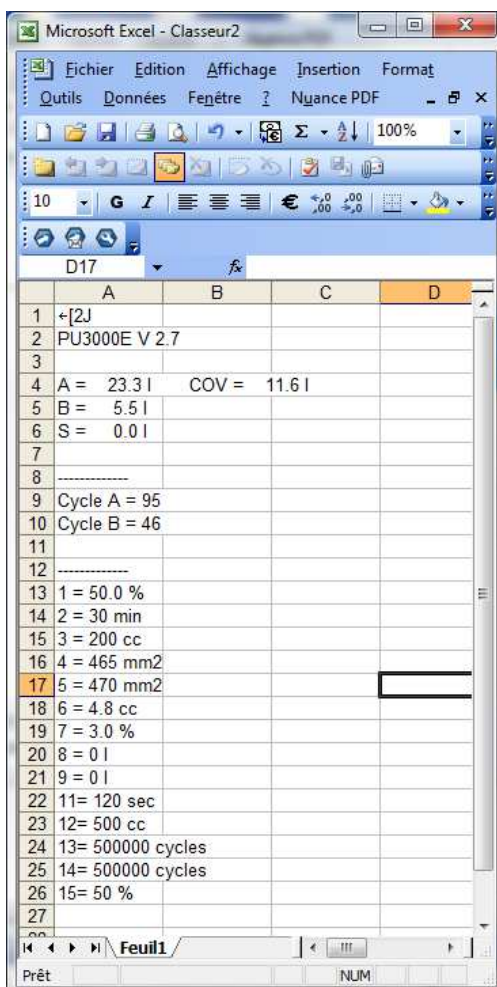 Microsoft Excel - Classeur2
Fichier Edition Affichage Insertion Format
Outils Données Fenêtre ? Nuance PDF
Σ 100%
10 G I € %,0 ,00
D17 fx
A B C D
1 ←[2J
2 PU3000E V 2.7
3
4 A = 23.3 l COV = 11.6 l
5 B = 5.5 l
6 S = 0.0 l
7
8 -------------
9 Cycle A = 95
10 Cycle B = 46
11
12 -------------
13 1 = 50.0 %
14 2 = 30 min
15 3 = 200 cc
16 4 = 465 mm2
17 5 = 470 mm2
18 6 = 4.8 cc
19 7 = 3.0 %
20 8 = 0 l
21 9 = 0 l
22 11= 120 sec
23 12= 500 cc
24 13= 500000 cycles
25 14= 500000 cycles
26 15= 50 %
27
Feuil1
Prêt NUM